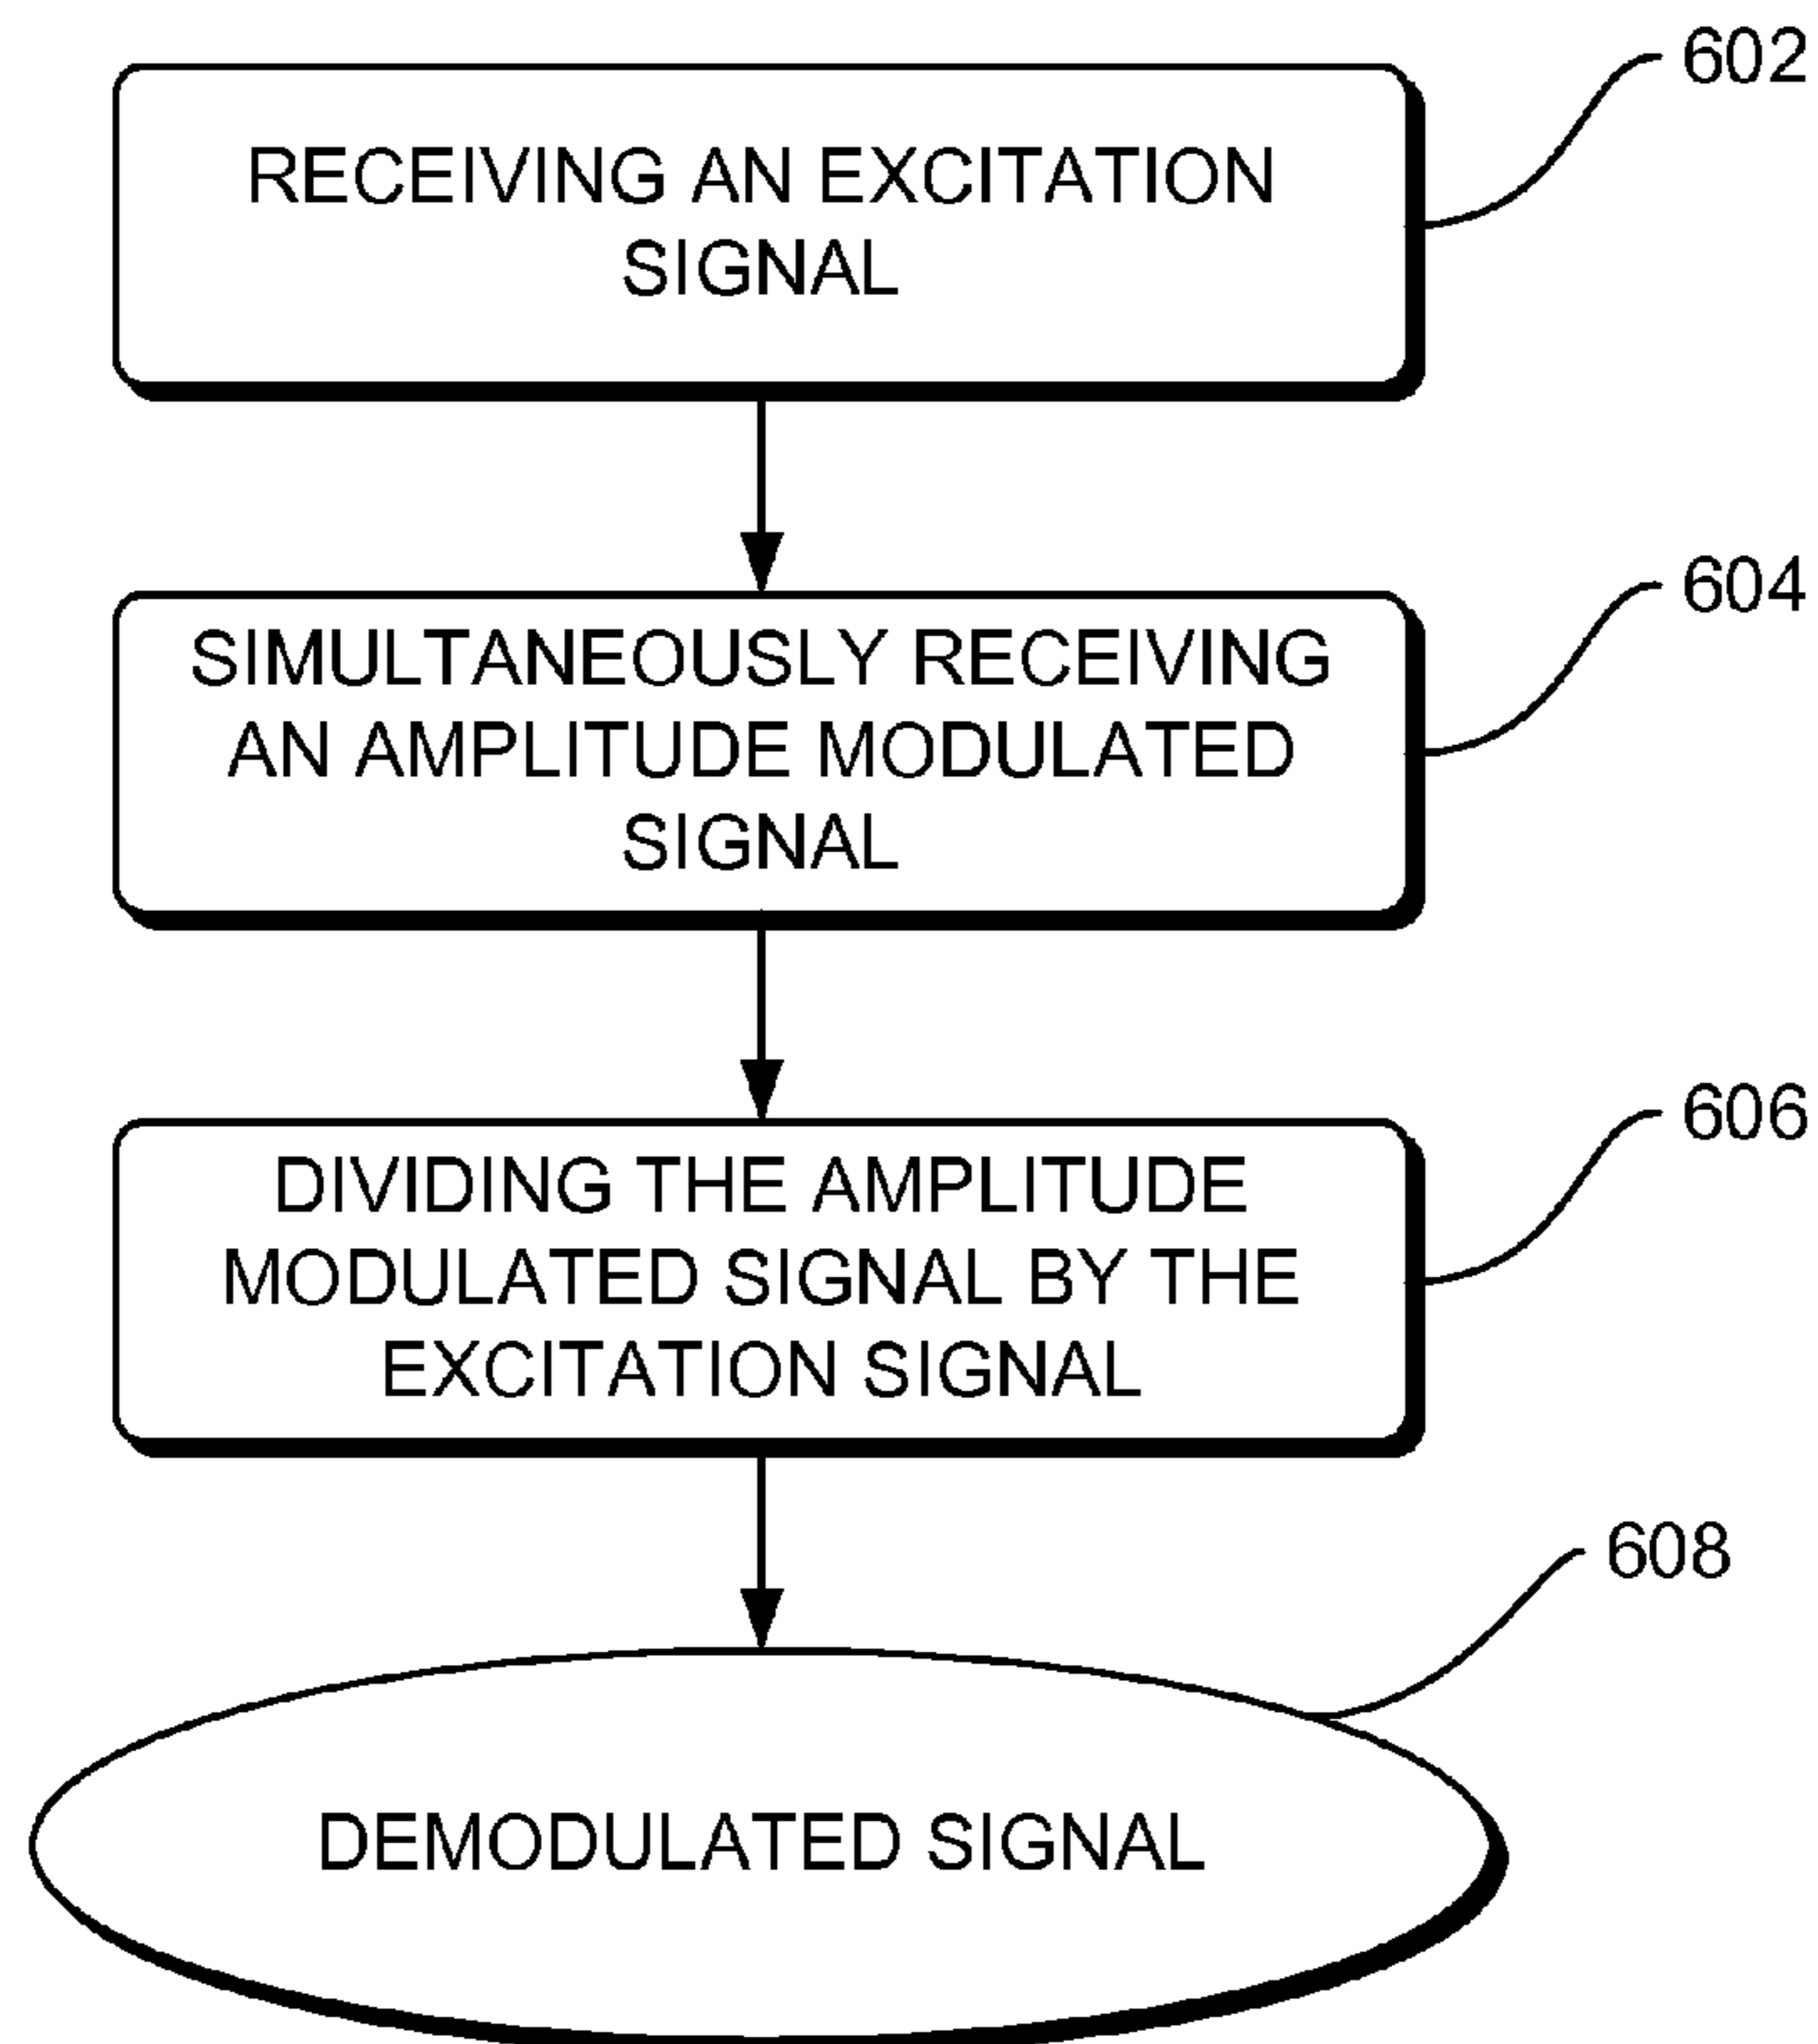 602
RECEIVING AN EXCITATION
SIGNAL
604
SIMULTANEOUSLY RECEIVING
AN AMPLITUDE MODULATED
SIGNAL
606
DIVIDING THE AMPLITUDE
MODULATED SIGNAL BY THE
EXCITATION SIGNAL
608
DEMODULATED SIGNAL